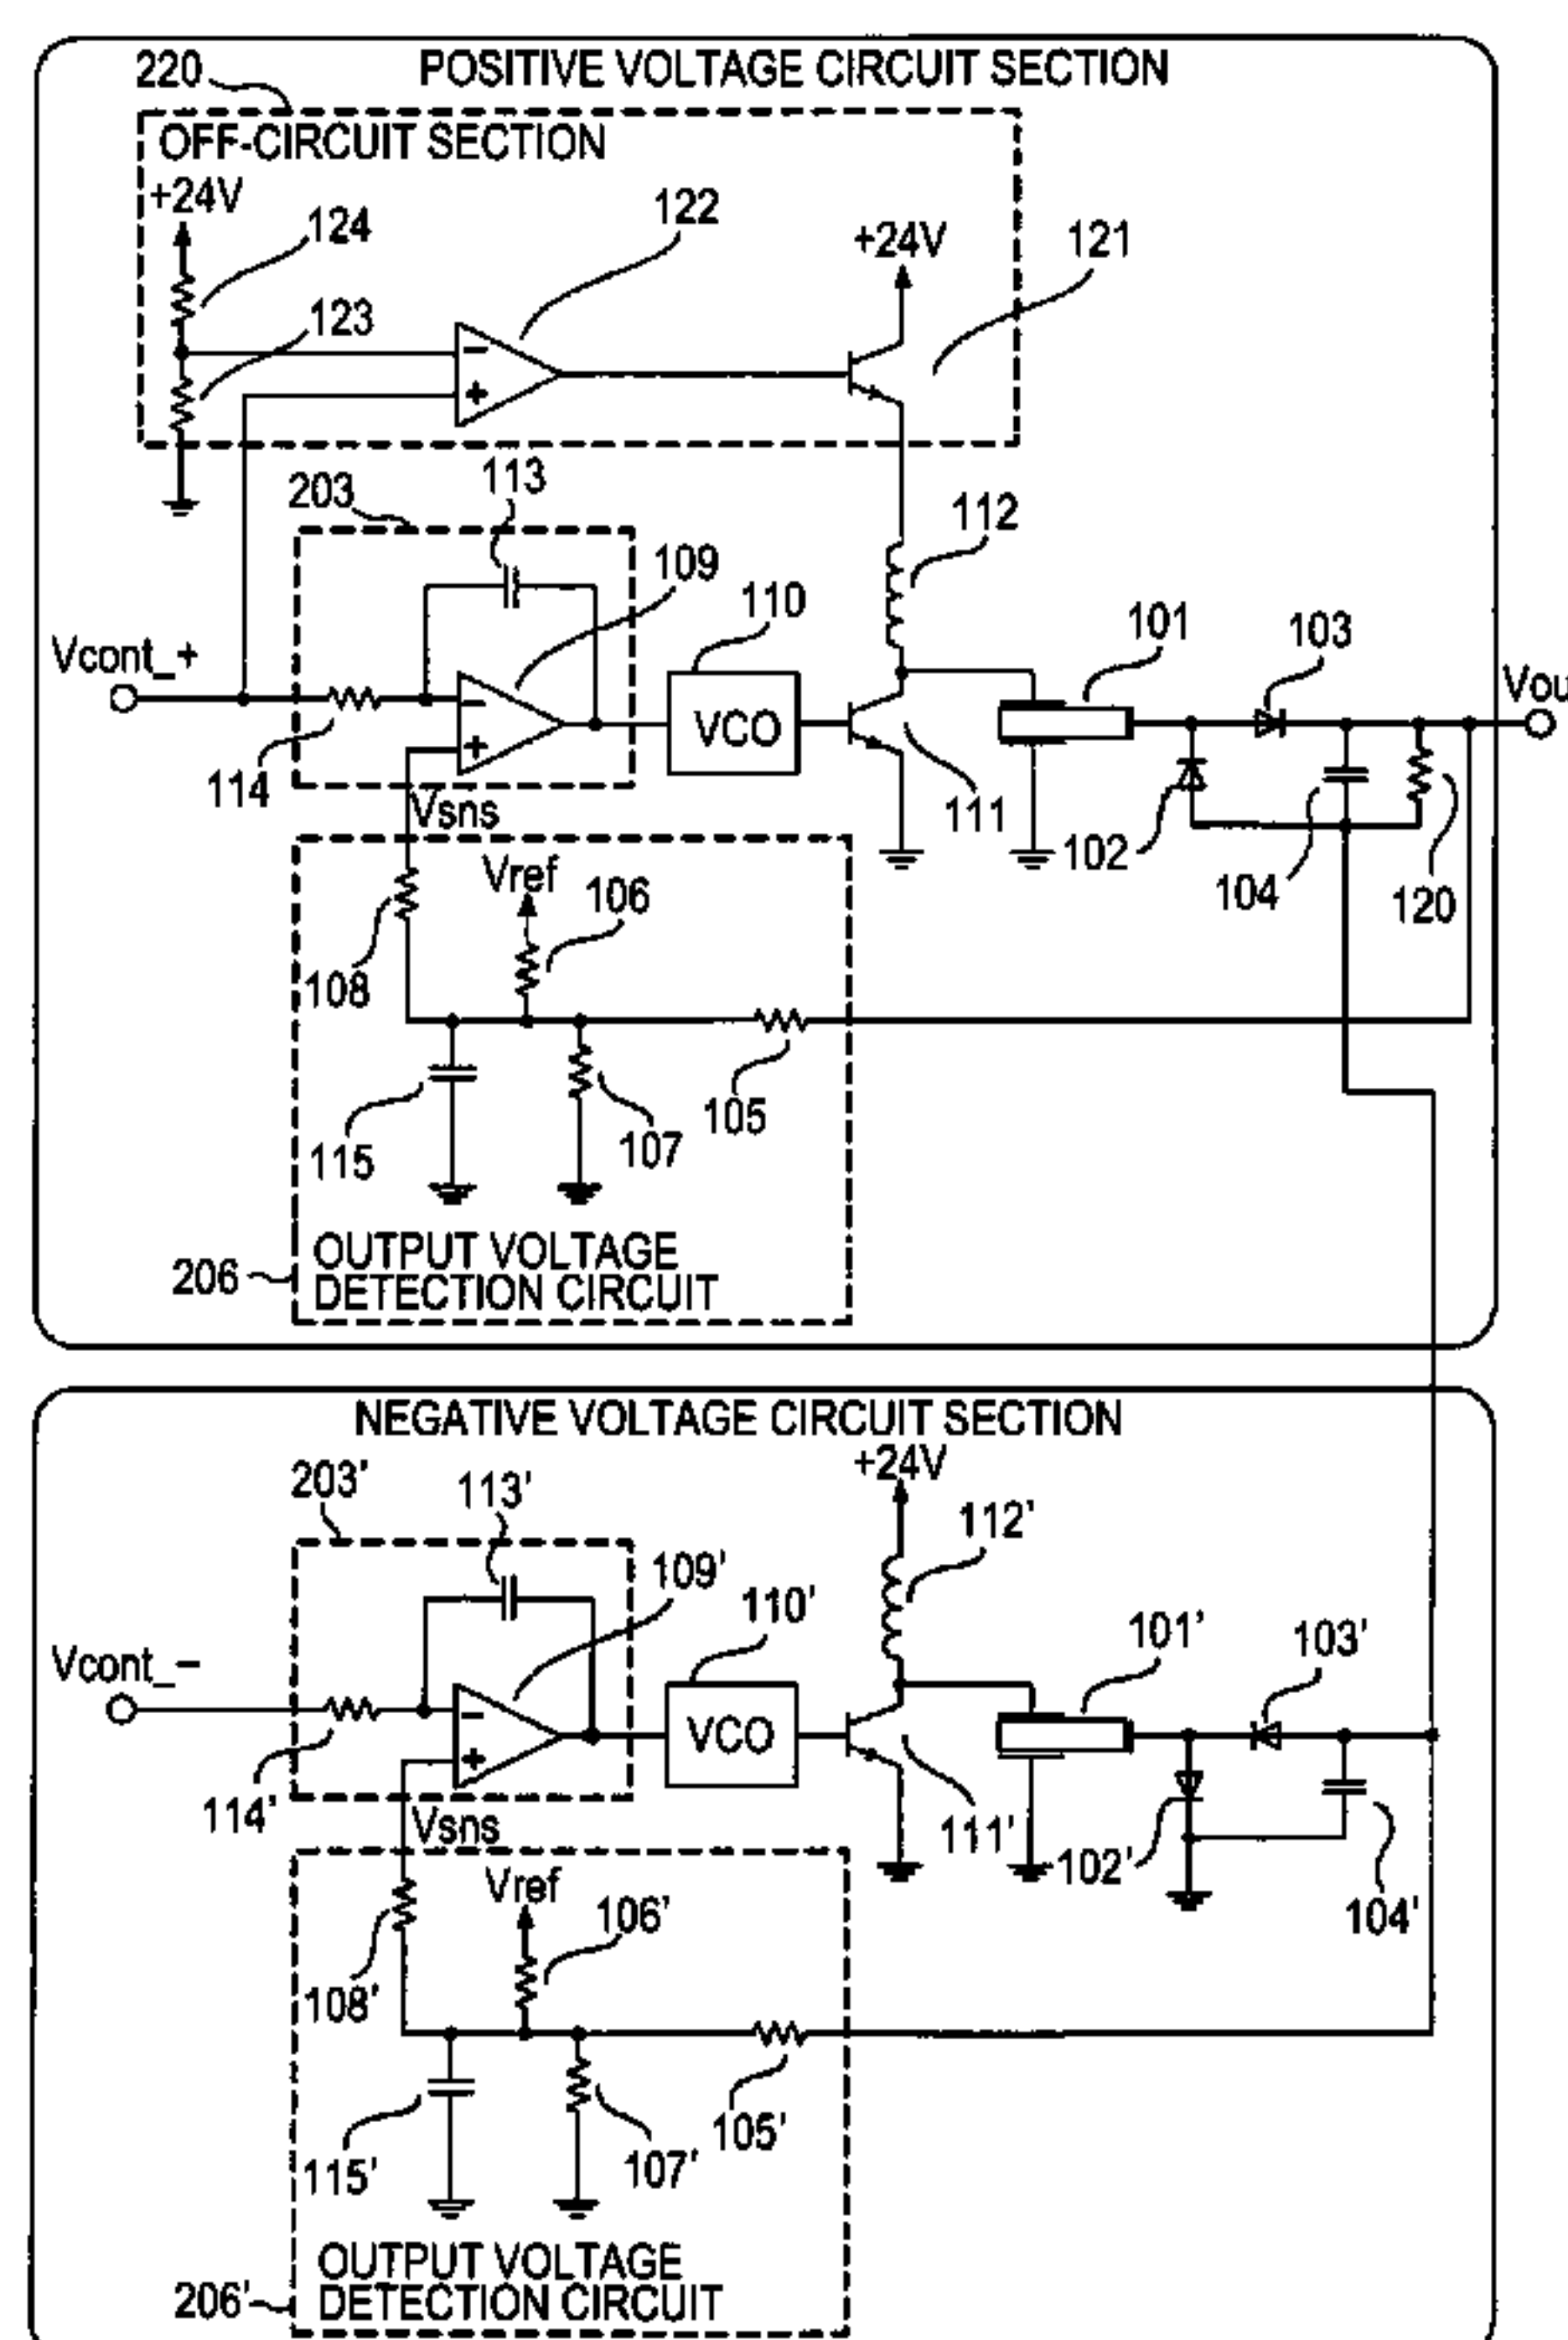 POSITIVE VOLTAGE CIRCUIT SECTION
220
OFF-CIRCUIT SECTION
+24V
124
122
+24V
121
123
−
+
113
203
112
109
110
101
103
Vcont_+
Vou
−
VCO
+
114
Vsns
111
102
104
120
Vref
106
108
105
107
115
OUTPUT VOLTAGE
DETECTION CIRCUIT
206
NEGATIVE VOLTAGE CIRCUIT SECTION
+24V
203'
113'
112'
109'
110'
101'
103'
Vcont_−
−
VCO
+
114'
Vsns
111'
102'
104'
Vref
106'
108'
105'
107'
115'
OUTPUT VOLTAGE
DETECTION CIRCUIT
206'